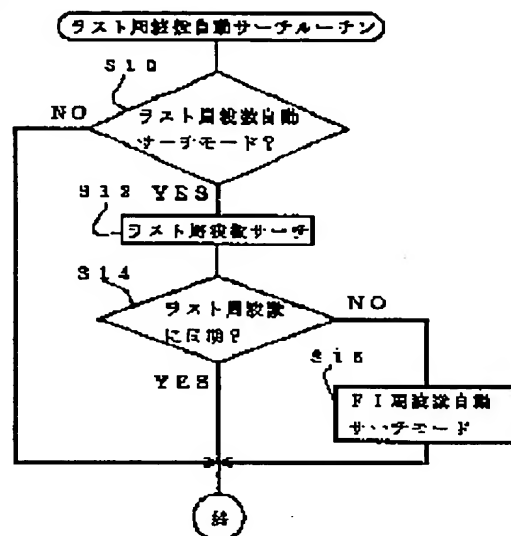 ラスト周波数自動サーチルーチン
S10
NO
ラスト周波数自動
サーチモード?
S12
YES
ラスト周波数サーチ
S14
NO
ラスト周波数
に同期?
YES
FI周波数自動
サーチモード
終